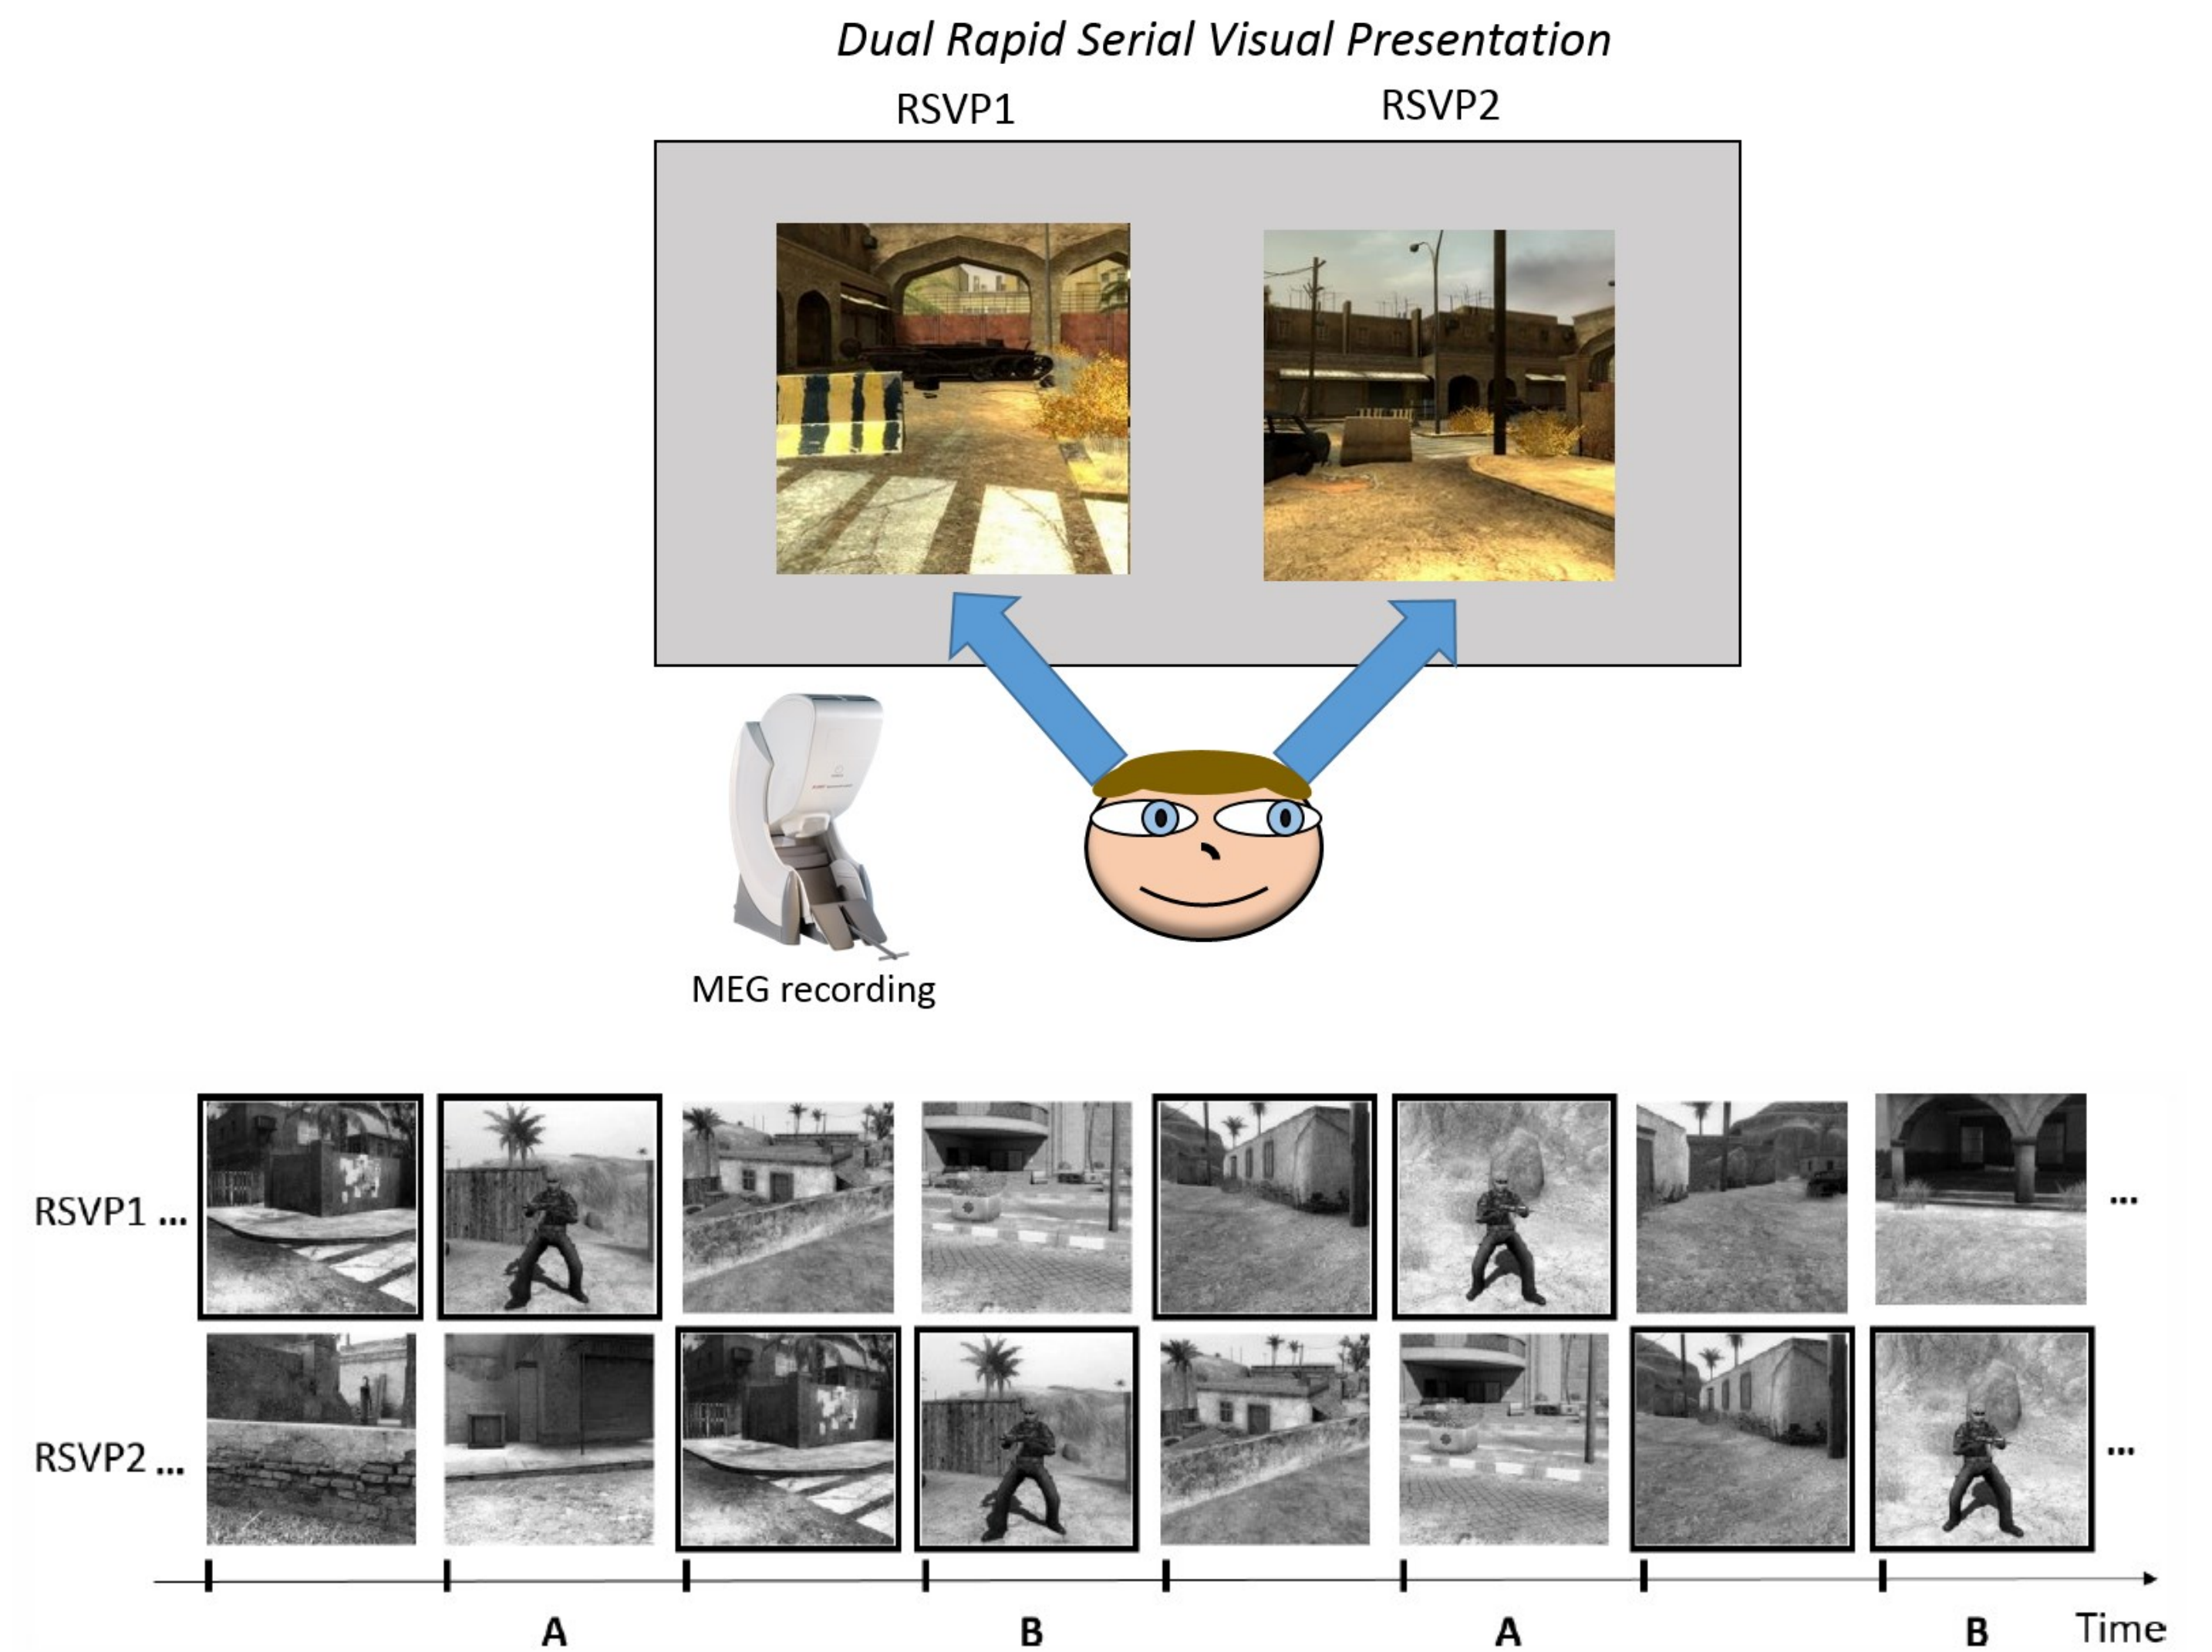 Dual Rapid Serial Visual Presentation
RSVP1
RSVP2
MEG recording
RSVP1 ...
...
RSVP2 ...
...
A
B
A
B
Time